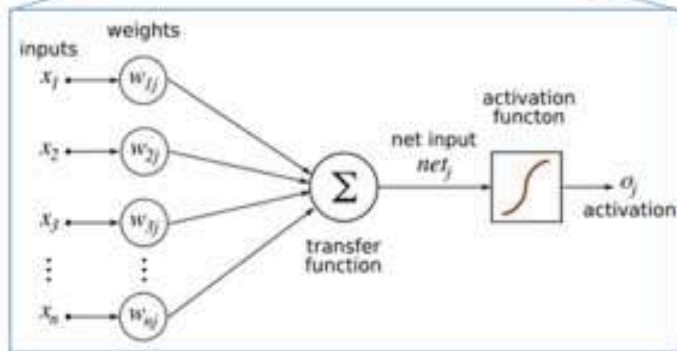 weights
inputs
x₁ w₁ⱼ
x₂ w₂ⱼ
x₃ w₃ⱼ
⋮ ⋮
xₙ wₙⱼ
Σ
transfer
function
net input
netⱼ
activation
functon
oⱼ
activation